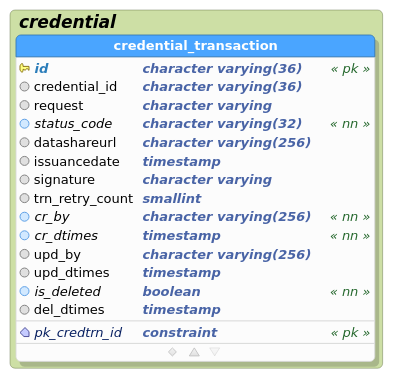 credential
credential_transaction
id character varying(36) « pk »
credential_id character varying(36)
request character varying
status_code character varying(32) « nn »
datashareurl character varying(256)
issuancedate timestamp
signature character varying
trn_retry_count smallint
cr_by character varying(256) « nn »
cr_dtimes timestamp « nn »
upd_by character varying(256)
upd_dtimes timestamp
is_deleted boolean « nn »
del_dtimes timestamp
pk_credtrn_id constraint « pk »